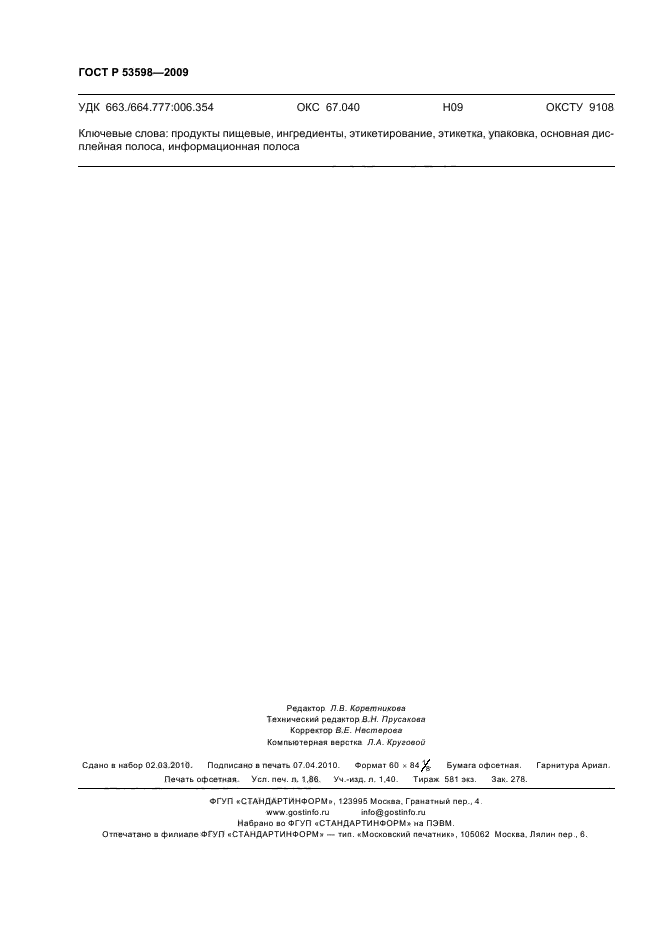 ГОСТ Р 53598—2009
УДК 663./664.777:006.354 ОКС 67.040 Н09 ОКСТУ 9108
Ключевые слова: продукты пищевые, ингредиенты, этикетирование, этикетка, упаковка, основная дис-
плейная полоса, информационная полоса
Редактор Л.В. Коретникова
Технический редактор В.Н. Прусакова
Корректор В.Е. Нестерова
Компьютерная верстка Л.А. Круговой
Сдано в набор 02.03.2010. Подписано в печать 07.04.2010. Формат 60 × 84 Бумага офсетная. Гарнитура Ариал.
Печать офсетная. Усл. печ. л. 1,86. Уч.-изд. л. 1,40. Тираж 581 экз. Зак. 278.
ФГУП «СТАНДАРТИНФОРМ», 123995 Москва, Гранатный пер., 4.
www.gostinfo.ru info@gostinfo.ru
Набрано во ФГУП «СТАНДАРТИНФОРМ» на ПЭВМ.
Отпечатано в филиале ФГУП «СТАНДАРТИНФОРМ» — тип. «Московский печатник», 105062 Москва, Лялин пер., 6.